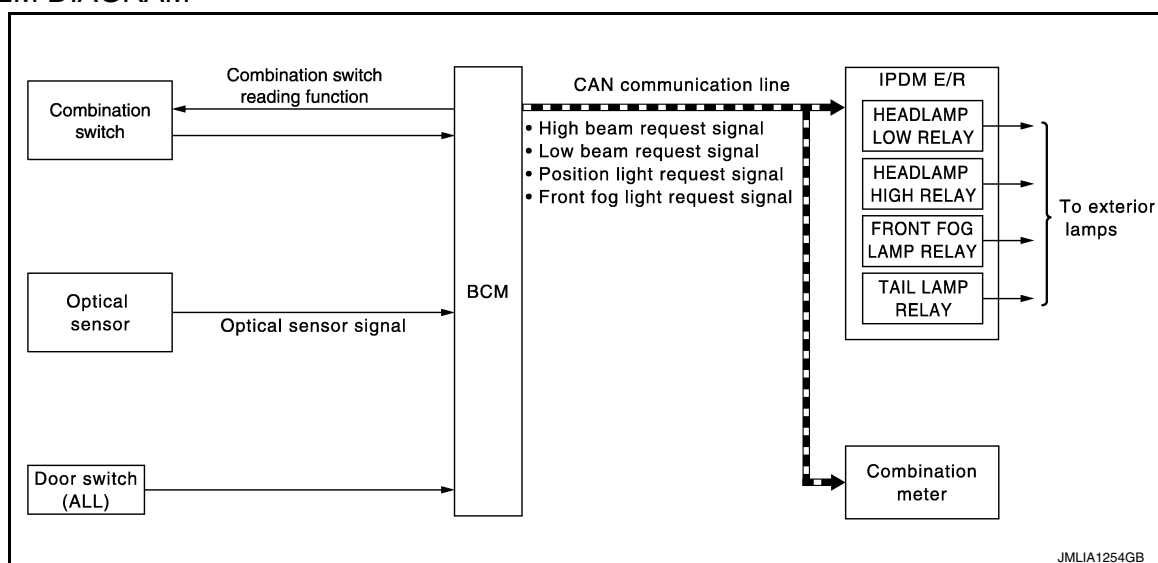 Combination
switch
Combination switch
reading function
Optical
sensor
Optical sensor signal
Door switch
(ALL)
BCM
CAN communication line
• High beam request signal
• Low beam request signal
• Position light request signal
• Front fog light request signal
IPDM E/R
HEADLAMP
LOW RELAY
HEADLAMP
HIGH RELAY
FRONT FOG
LAMP RELAY
TAIL LAMP
RELAY
To exterior
lamps
Combination
meter
JMLIA1254GB